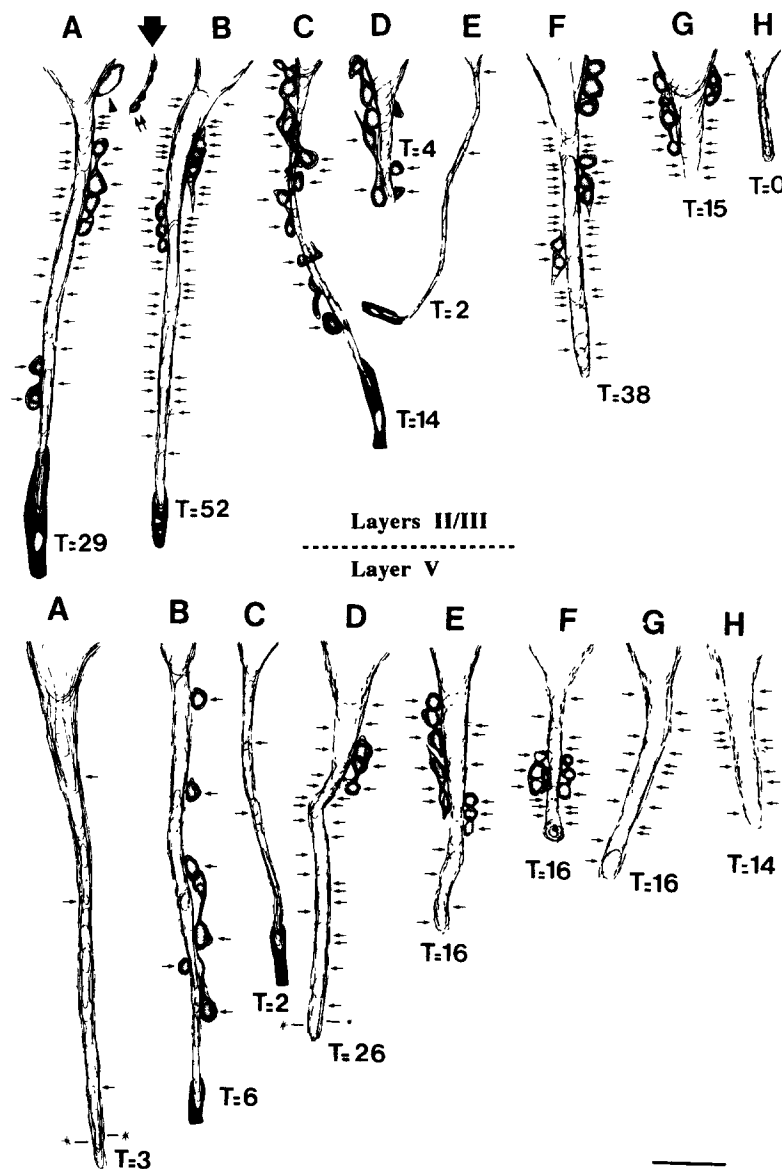 A B C D E F G H
T=4
T=0
T=15
T=2
T=38
T=14
T=52
T=29
Layers II/III
Layer V
A B C D E F G H
T=14
T=16
T=16
T=16
T=2
T=26
T=6
T=3